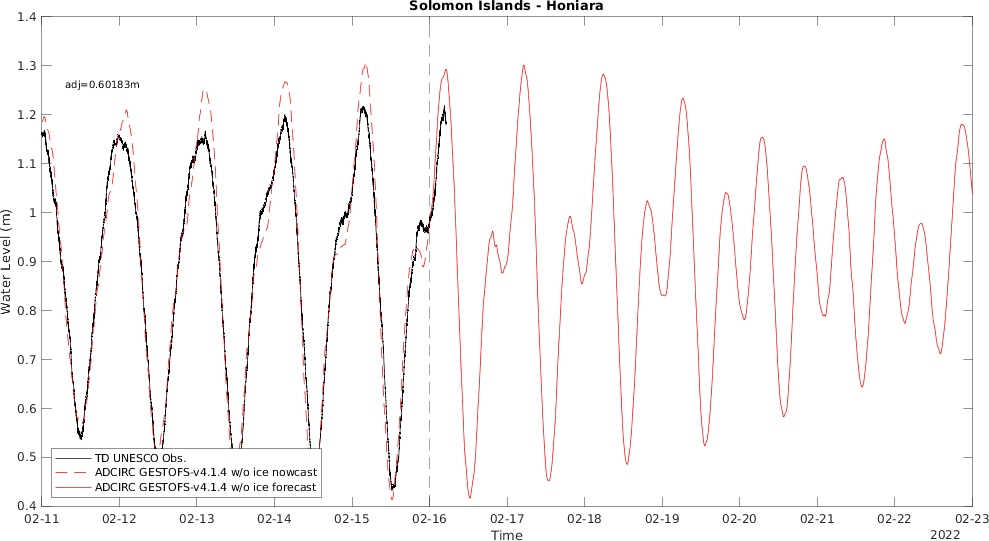 Solomon Islands - Honiara
1.4
1.3
1.2
1.1
1
0.9
0.8
0.7
0.6
0.5
0.4
Water Level (m)
adj=0.60183m
TD UNESCO Obs.
ADCIRC GESTOFS-v4.1.4 w/o ice nowcast
ADCIRC GESTOFS-v4.1.4 w/o ice forecast
02-11 02-12 02-13 02-14 02-15 02-16 02-17 02-18 02-19 02-20 02-21 02-22 02-23
Time
2022